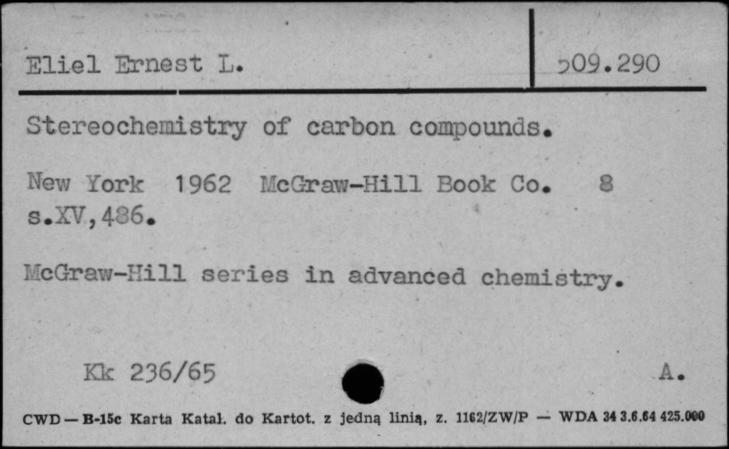 Eliel Ernest L. 509.290
Stereochemistry of carbon compounds.
New York 1962 McGraw-Hill Book Co. 8
s.XV,486.
McGraw-Hill series in advanced chemistry.
Kk 236/65 A.
CWD — B-15c Karta Katal. do Kartot. z jedną linią, z. 1162/ZW/P — WDA 34 3.6.64 425.000